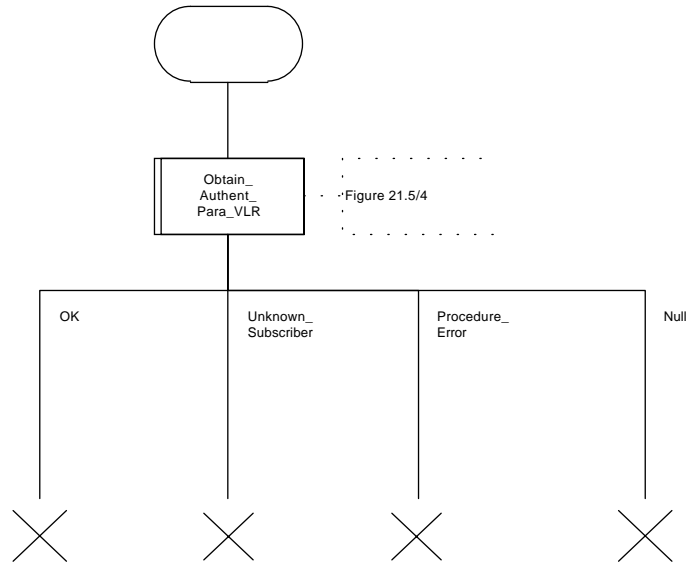 Obtain_
Authent_
Para_VLR
Figure 21.5/4
OK
Unknown_
Subscriber
Procedure_
Error
Null